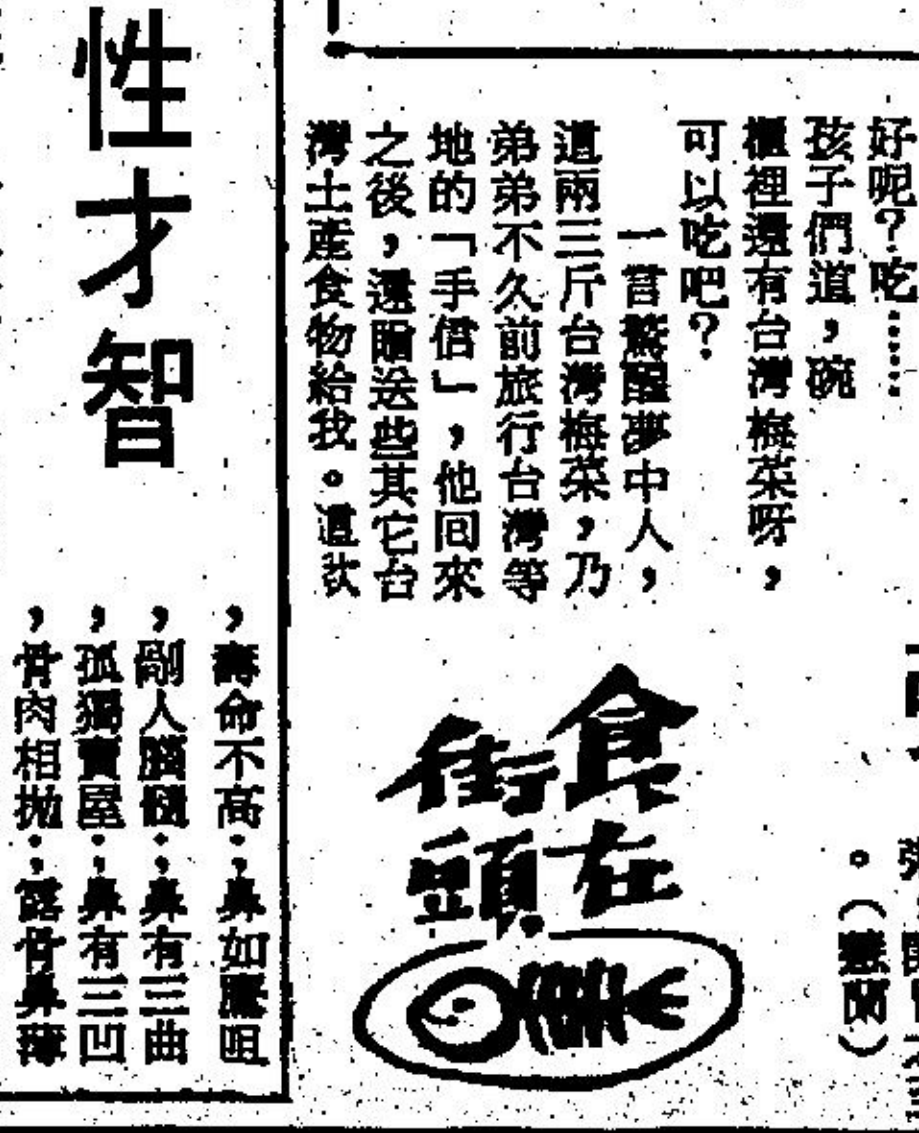 好呢？吃……
孩子們道，碗
櫃裡還有台灣梅菜呀，
可以吃吧？
一言驚醒夢中人，
這兩三斤台灣梅菜，乃
弟弟不久前旅行台灣等
地的「手信」，他回來
之後，還贈送些其它台
灣土產食物給我。這歡
食在
街頭
性才智
，壽命不高；鼻如鷹咀
，剮人腦髓；鼻有三曲
，孤獨賣屋；鼻有三凹
，骨肉相拋；露骨鼻薄